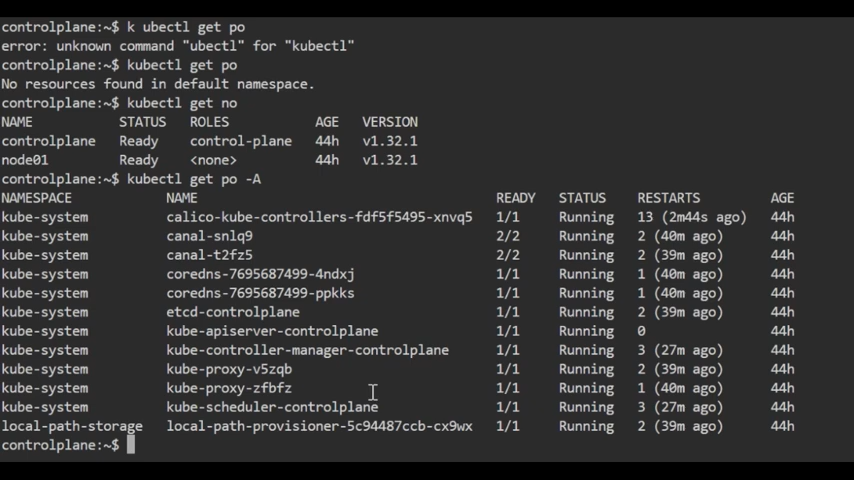 controlplane:~$ k ubectl get po
error: unknown command "ubectl" for "kubectl"
controlplane:~$ kubectl get po
No resources found in default namespace.
controlplane:~$ kubectl get no
NAME STATUS ROLES AGE VERSION
controlplane Ready control-plane 44h v1.32.1
node01 Ready <none> 44h v1.32.1
controlplane:~$ kubectl get po -A
NAMESPACE NAME READY STATUS RESTARTS AGE
kube-system calico-kube-controllers-fdf5f5495-xnvq5 1/1 Running 13 (2m44s ago) 44h
kube-system canal-snlq9 2/2 Running 2 (40m ago) 44h
kube-system canal-t2fz5 2/2 Running 2 (39m ago) 44h
kube-system coredns-7695687499-4ndxj 1/1 Running 1 (40m ago) 44h
kube-system coredns-7695687499-ppkks 1/1 Running 1 (40m ago) 44h
kube-system etcd-controlplane 1/1 Running 2 (39m ago) 44h
kube-system kube-apiserver-controlplane 1/1 Running 0 44h
kube-system kube-controller-manager-controlplane 1/1 Running 3 (27m ago) 44h
kube-system kube-proxy-v5zqb 1/1 Running 2 (39m ago) 44h
kube-system kube-proxy-zfbfz 1/1 Running 1 (40m ago) 44h
kube-system kube-scheduler-controlplane 1/1 Running 3 (27m ago) 44h
local-path-storage local-path-provisioner-5c94487ccb-cx9wx 1/1 Running 2 (39m ago) 44h
controlplane:~$